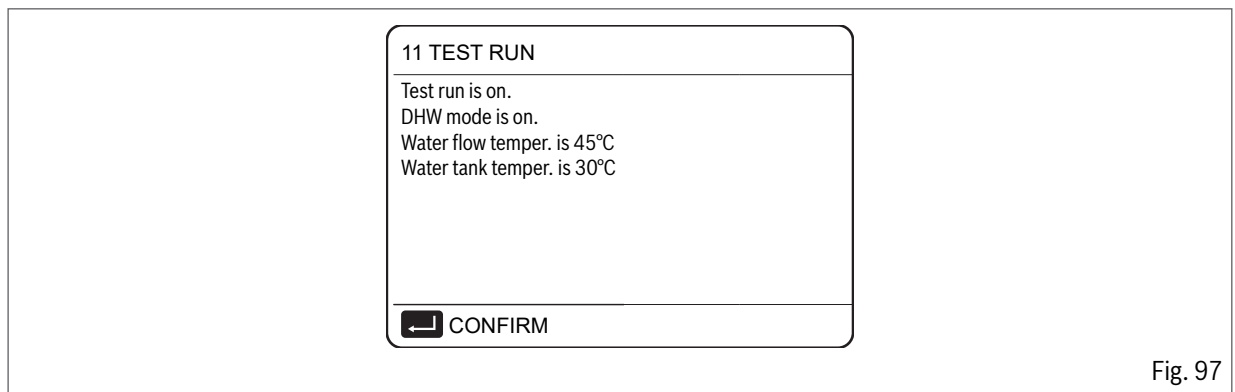 11 TEST RUN
Test run is on.
DHW mode is on.
Water flow temper. is 45°C
Water tank temper. is 30°C
CONFIRM
Fig. 97